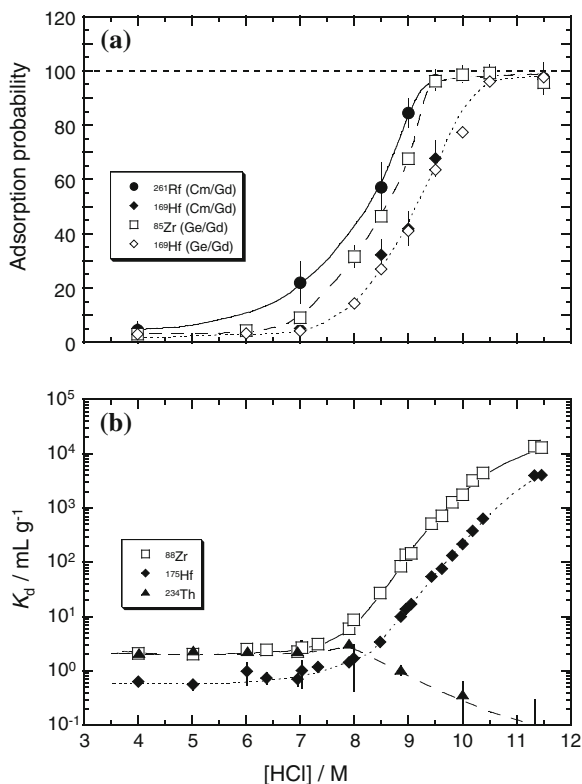 (a)
120
100
80
60
40
20
0
Adsorption probability
²⁶¹Rf (Cm/Gd)
¹⁶⁹Hf (Cm/Gd)
⁸⁵Zr (Ge/Gd)
¹⁶⁹Hf (Ge/Gd)
(b)
10⁵
10⁴
10³
10²
10¹
10⁰
10⁻¹
K_d / mL g⁻¹
⁸⁸Zr
¹⁷⁵Hf
²³⁴Th
3 4 5 6 7 8 9 10 11 12
[HCl] / M